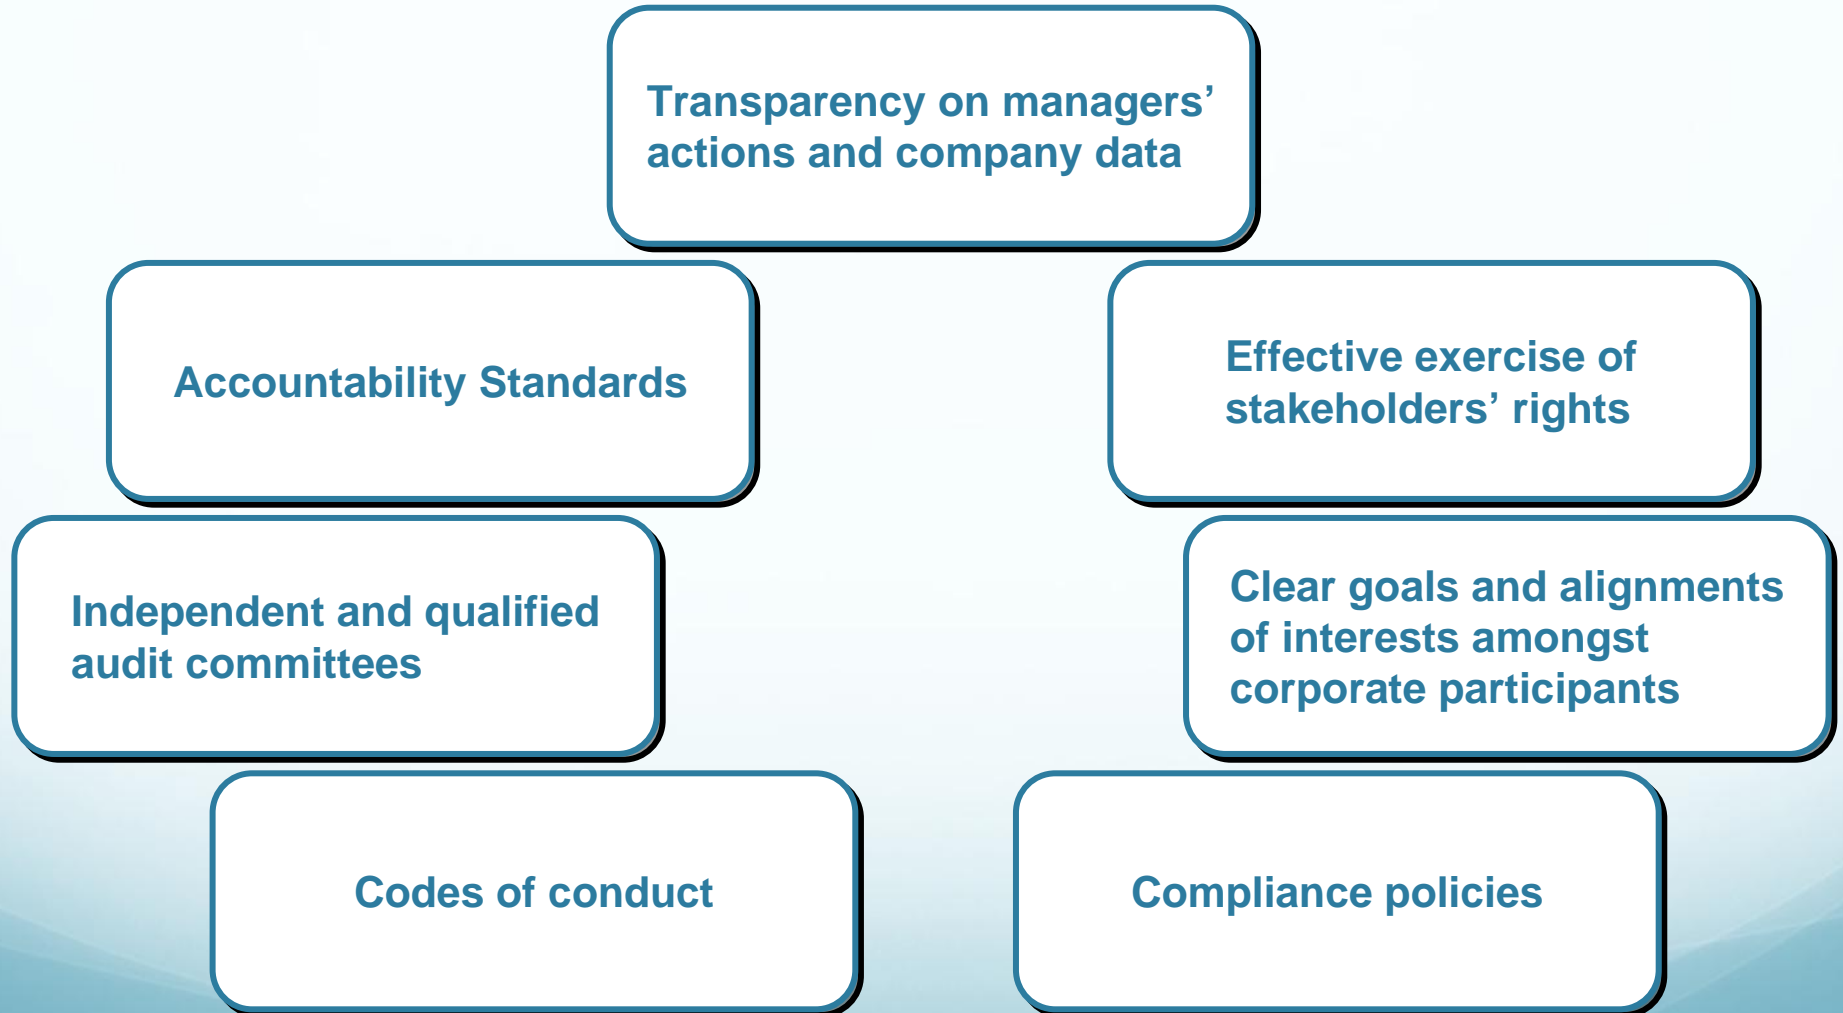 Transparency on managers’
actions and company data
Accountability Standards
Effective exercise of
stakeholders’ rights
Independent and qualified
audit committees
Clear goals and alignments
of interests amongst
corporate participants
Codes of conduct
Compliance policies